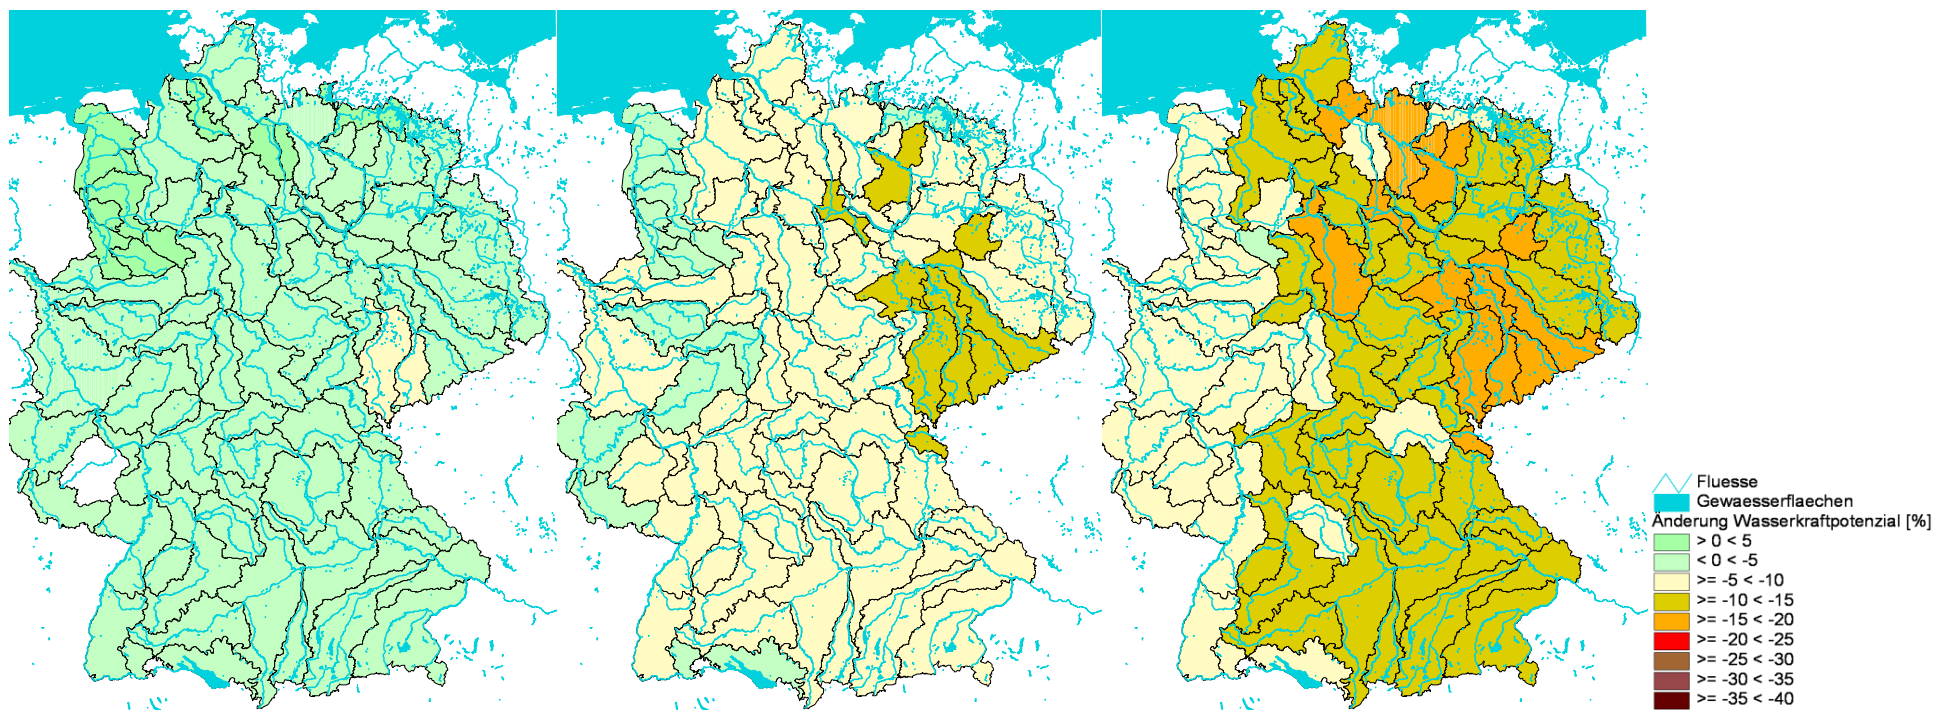 Fluesse
Gewaesserflaechen
Änderung Wasserkraftpotenzial [%]
> 0 < 5
< 0 < -5
>= -5 < -10
>= -10 < -15
>= -15 < -20
>= -20 < -25
>= -25 < -30
>= -30 < -35
>= -35 < -40